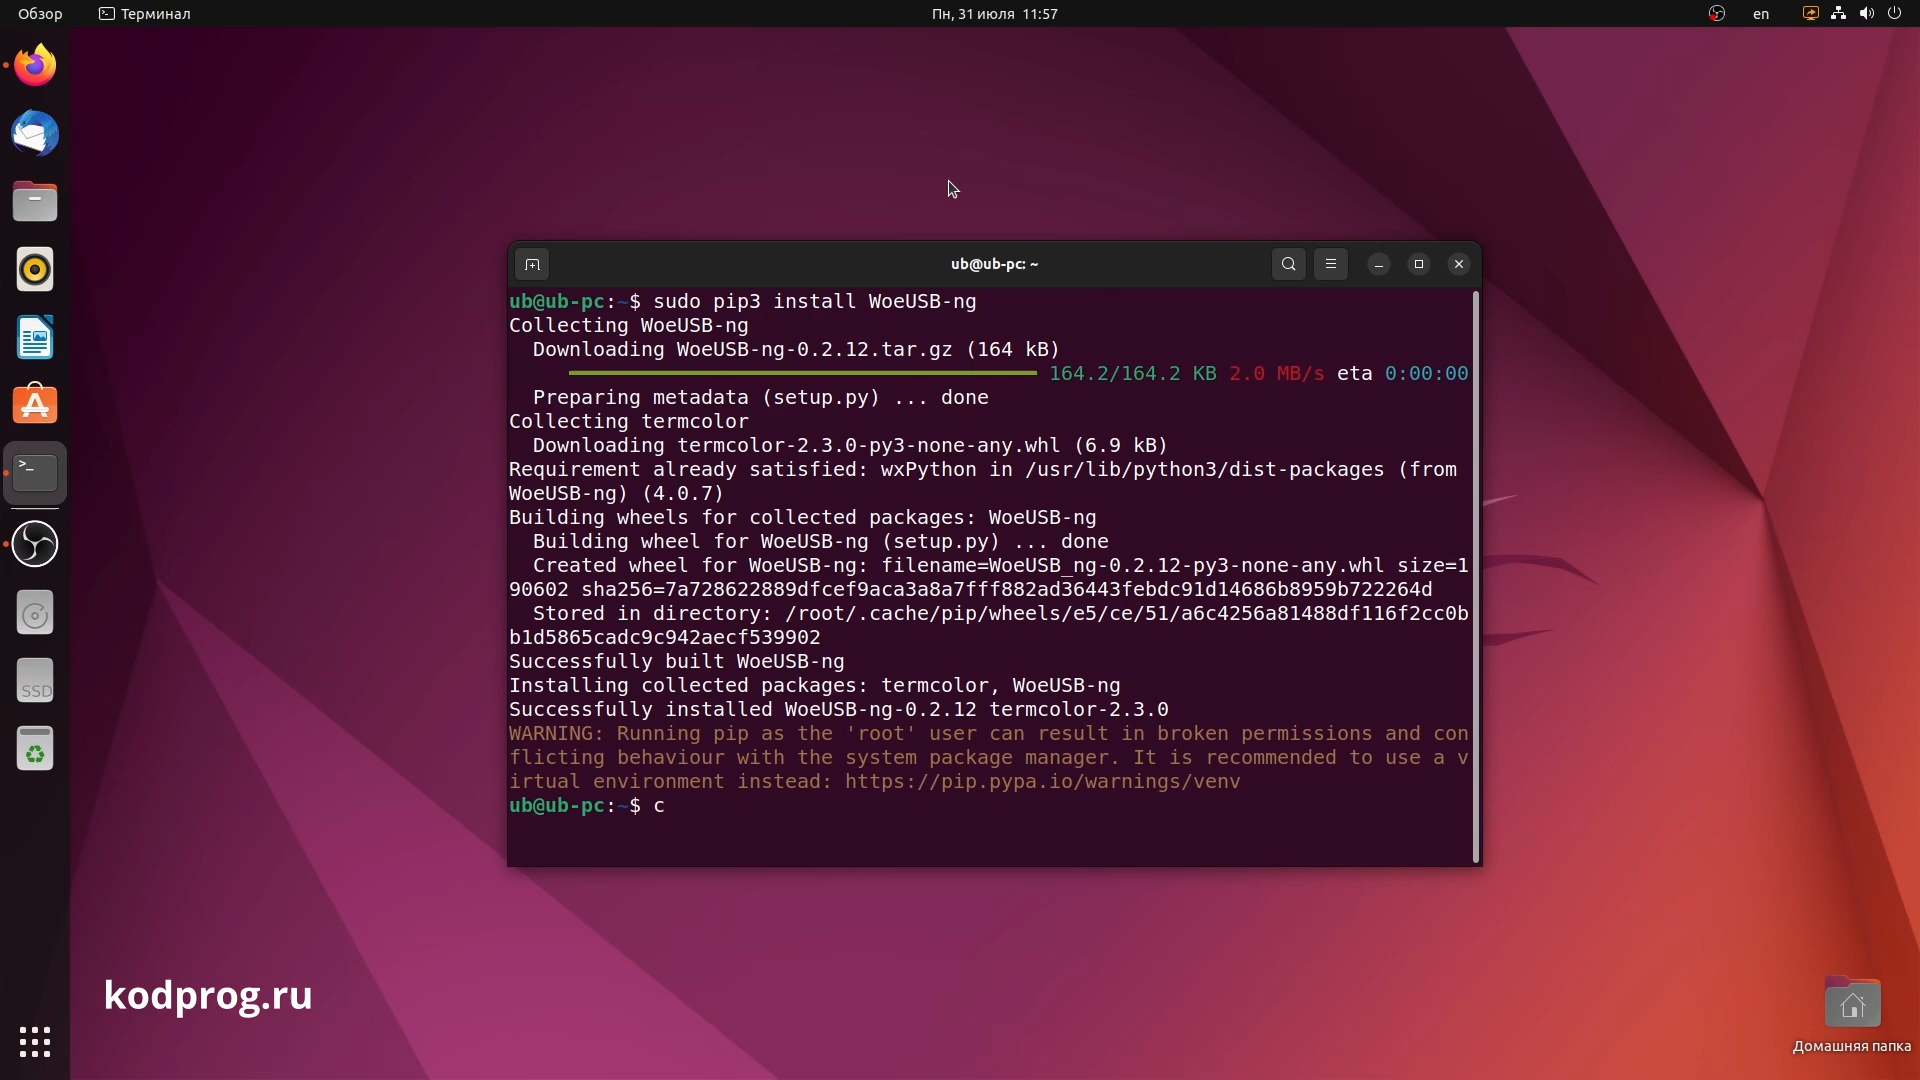 Обзор
Терминал
Пн, 31 июля 11:57
en
ub@ub-pc: ~
ub@ub-pc:~$ sudo pip3 install WoeUSB-ng
Collecting WoeUSB-ng
Downloading WoeUSB-ng-0.2.12.tar.gz (164 kB)
164.2/164.2 KB 2.0 MB/s eta 0:00:00
Preparing metadata (setup.py) ... done
Collecting termcolor
Downloading termcolor-2.3.0-py3-none-any.whl (6.9 kB)
Requirement already satisfied: wxPython in /usr/lib/python3/dist-packages (from
WoeUSB-ng) (4.0.7)
Building wheels for collected packages: WoeUSB-ng
Building wheel for WoeUSB-ng (setup.py) ... done
Created wheel for WoeUSB-ng: filename=WoeUSB_ng-0.2.12-py3-none-any.whl size=1
90602 sha256=7a728622889dfcef9aca3a8a7fff882ad36443febdc91d14686b8959b722264d
Stored in directory: /root/.cache/pip/wheels/e5/ce/51/a6c4256a81488df116f2cc0b
b1d5865cadc9c942aecf539902
Successfully built WoeUSB-ng
Installing collected packages: termcolor, WoeUSB-ng
Successfully installed WoeUSB-ng-0.2.12 termcolor-2.3.0
WARNING: Running pip as the 'root' user can result in broken permissions and con
flicting behaviour with the system package manager. It is recommended to use a v
irtual environment instead: https://pip.pypa.io/warnings/venv
ub@ub-pc:~$ c
SSD
kodprog.ru
Домашняя папка